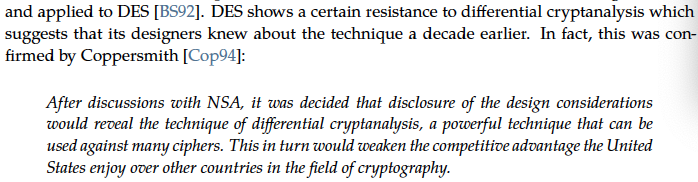 and applied to DES [BS92]. DES shows a certain resistance to differential cryptanalysis which
suggests that its designers knew about the technique a decade earlier. In fact, this was con-
firmed by Coppersmith [Cop94]:
After discussions with NSA, it was decided that disclosure of the design considerations
would reveal the technique of differential cryptanalysis, a powerful technique that can be
used against many ciphers. This in turn would weaken the competitive advantage the United
States enjoy over other countries in the field of cryptography.